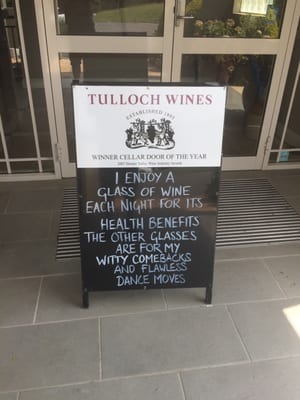 TULLOCH WINES
ESTABLISHED 1895
WINNER CELLAR DOOR OF THE YEAR
I ENJOY A
GLASS OF WINE
EACH NIGHT FOR ITS
HEALTH BENEFITS
THE OTHER GLASSES
ARE FOR MY
WITTY COMEBACKS
AND FLAWLESS
DANCE MOVES